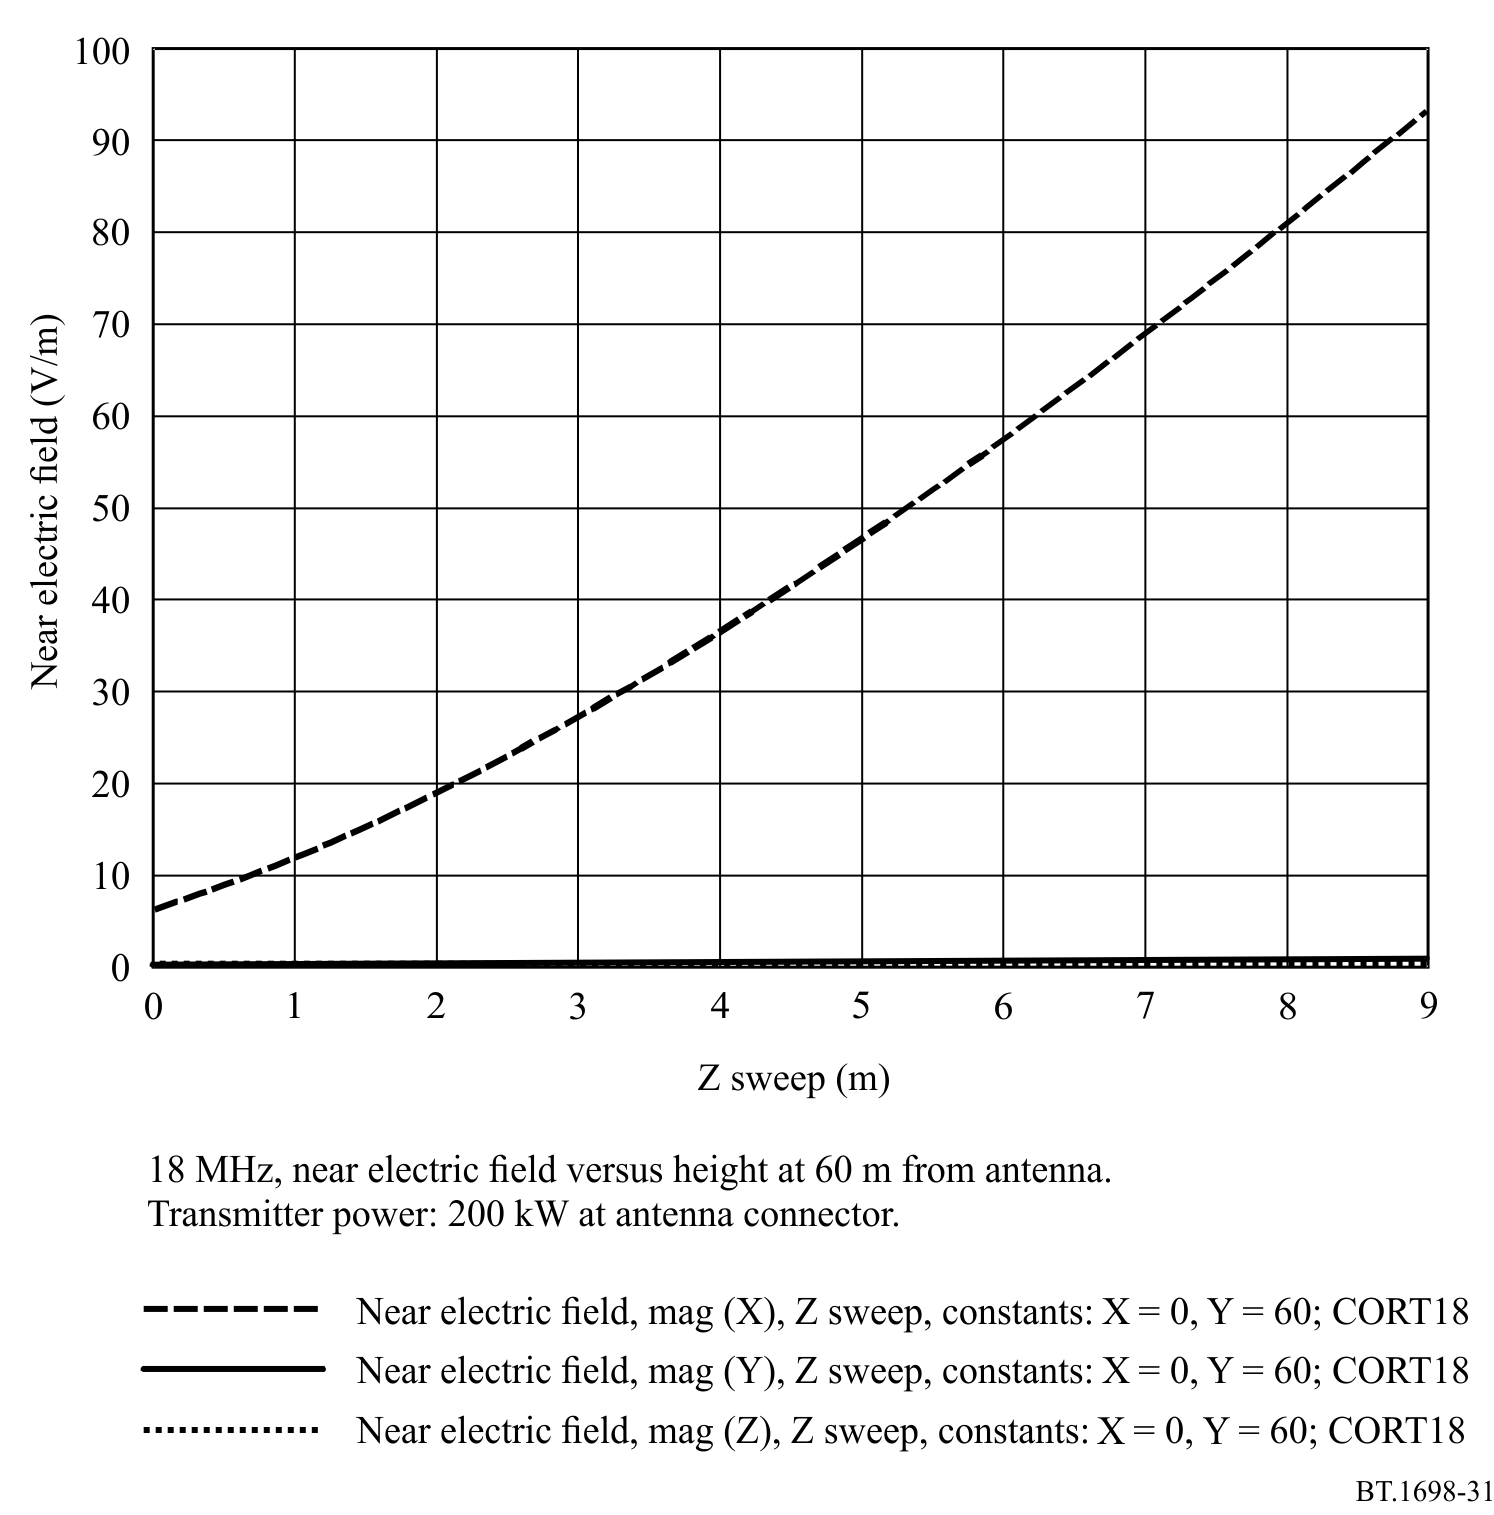 100
90
80
70
60
50
40
30
20
10
0
Near electric field (V/m)
0 1 2 3 4 5 6 7 8 9
Z sweep (m)
18 MHz, near electric field versus height at 60 m from antenna.
Transmitter power: 200 kW at antenna connector.
Near electric field, mag (X), Z sweep, constants: X = 0, Y = 60; CORT18
Near electric field, mag (Y), Z sweep, constants: X = 0, Y = 60; CORT18
Near electric field, mag (Z), Z sweep, constants: X = 0, Y = 60; CORT18
BT.1698-31